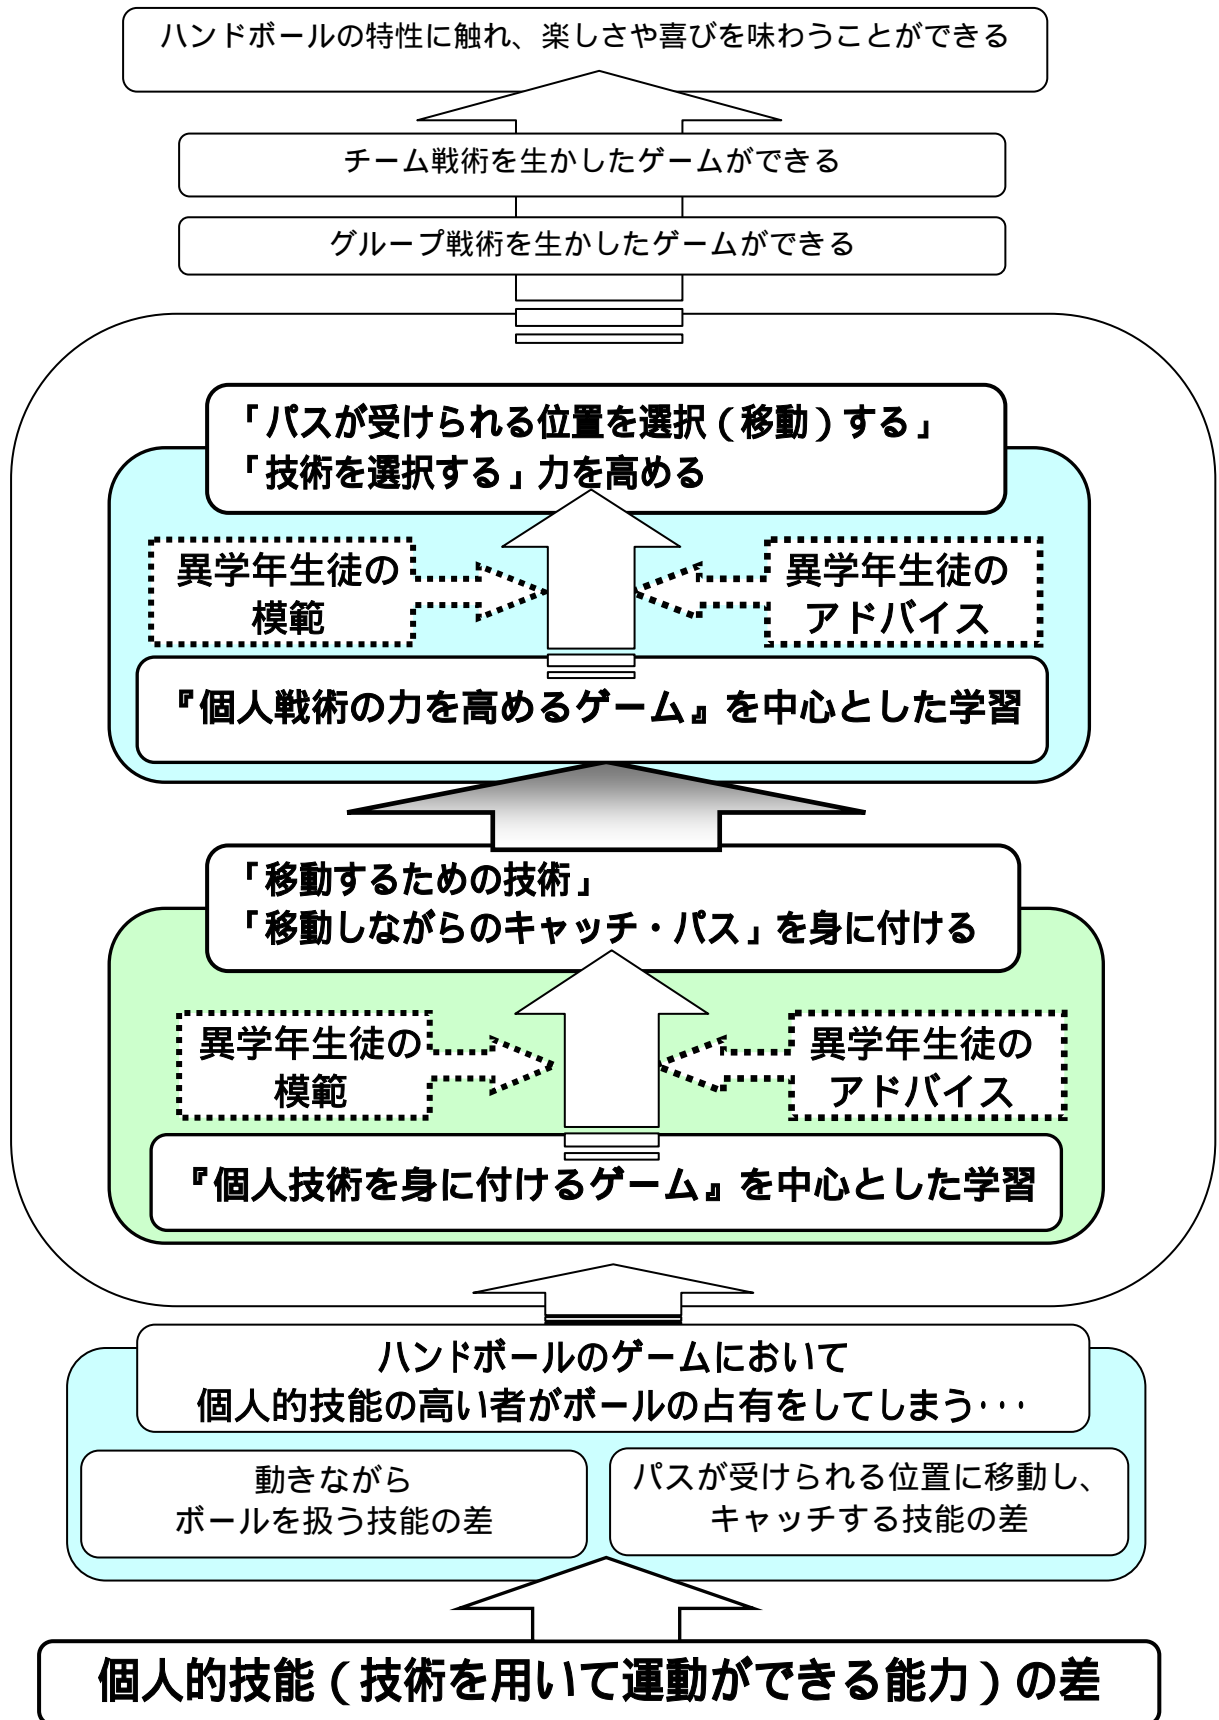 ハンドボールの特性に触れ、楽しさや喜びを味わうことができる
チーム戦術を生かしたゲームができる
グループ戦術を生かしたゲームができる
「パスが受けられる位置を選択(移動)する」
「技術を選択する」力を高める
異学年生徒の
模範
異学年生徒の
アドバイス
『個人戦術の力を高めるゲーム』を中心とした学習
「移動するための技術」
「移動しながらのキャッチ・パス」を身に付ける
異学年生徒の
模範
異学年生徒の
アドバイス
『個人技術を身に付けるゲーム』を中心とした学習
ハンドボールのゲームにおいて
個人的技能の高い者がボールの占有をしてしまう･･･
動きながら
ボールを扱う技能の差
パスが受けられる位置に移動し、
キャッチする技能の差
個人的技能(技術を用いて運動ができる能力)の差